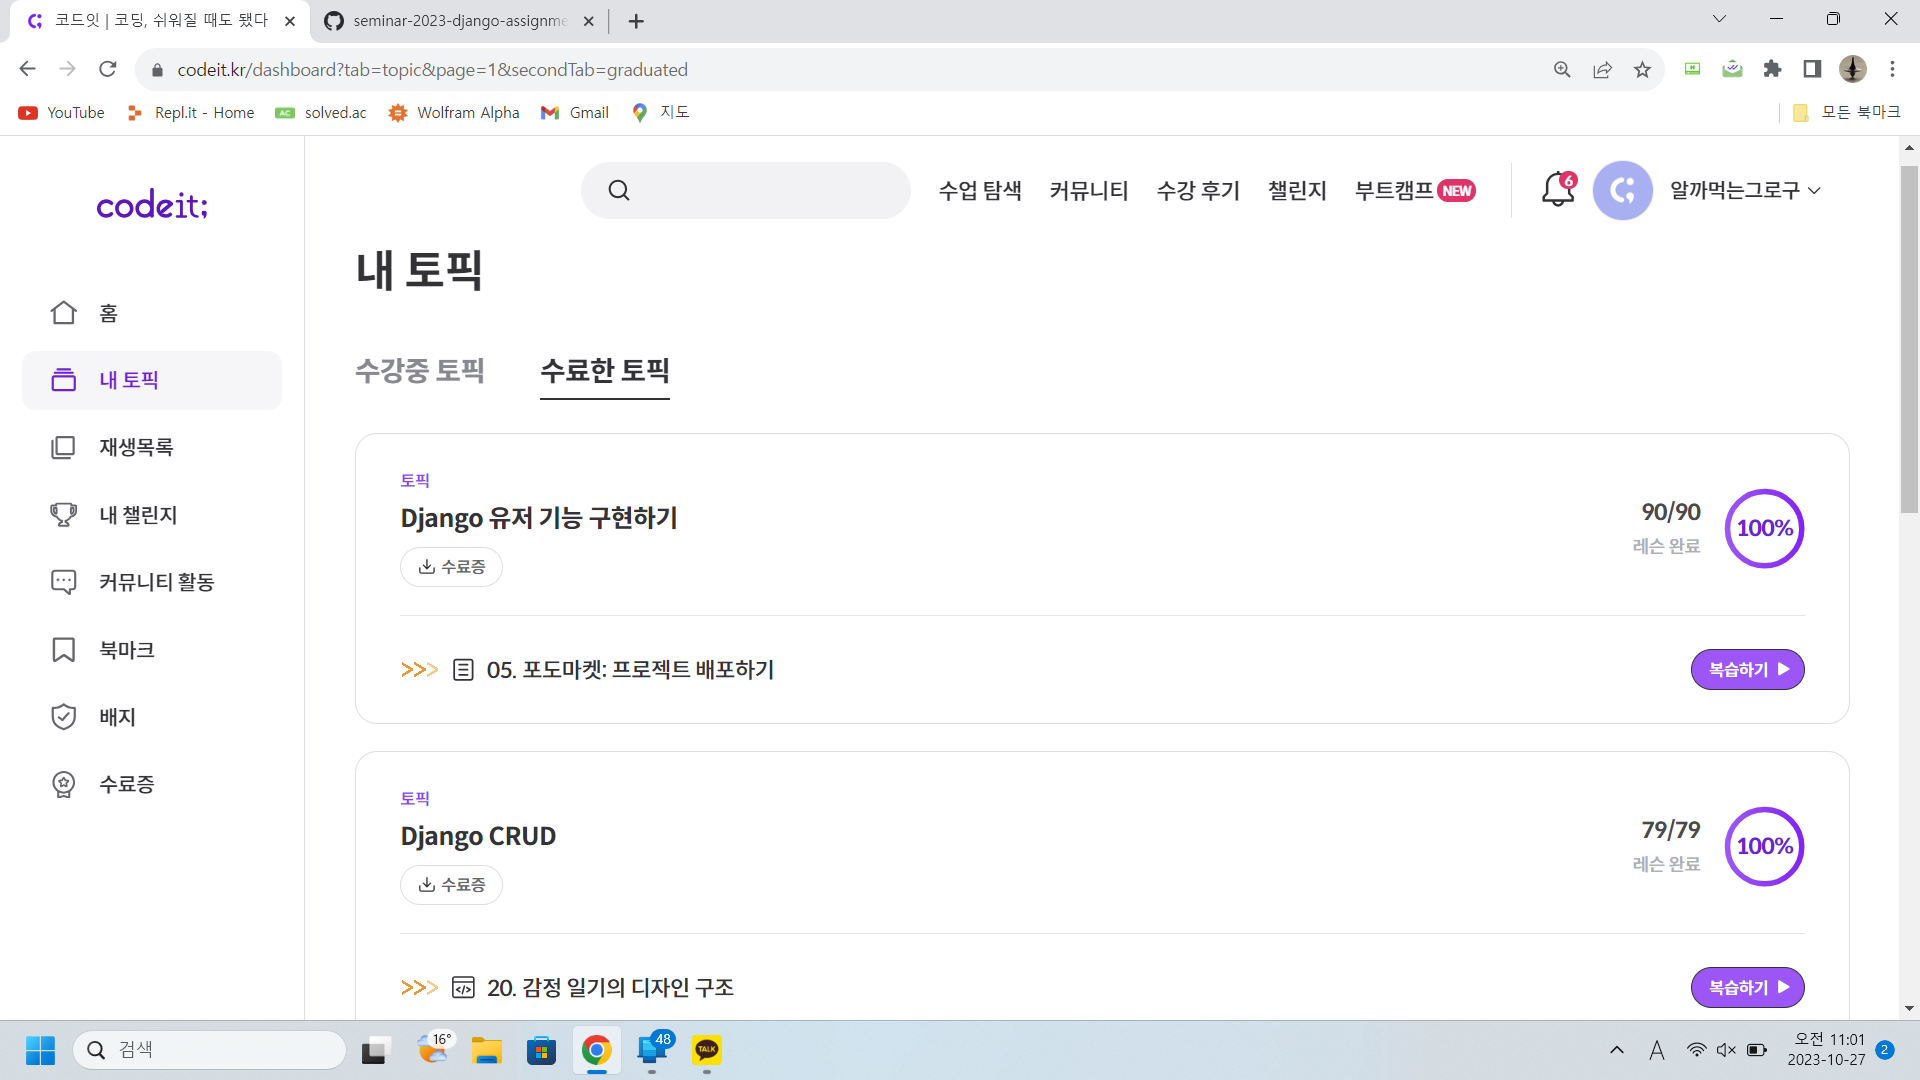 코드잇 | 코딩, 쉬워질 때도 됐다
seminar-2023-django-assignme
codeit.kr/dashboard?tab=topic&page=1&secondTab=graduated
YouTube
Repl.it - Home
solved.ac
Wolfram Alpha
Gmail
지도
모든 북마크
codeit;
수업 탐색
커뮤니티
수강 후기
챌린지
부트캠프 NEW
6
알까먹는그로구
홈
내 토픽
재생목록
내 챌린지
커뮤니티 활동
북마크
배지
수료증
내 토픽
수강중 토픽
수료한 토픽
토픽
Django 유저 기능 구현하기
수료증
90/90
레슨 완료
100%
05. 포도마켓: 프로젝트 배포하기
복습하기
토픽
Django CRUD
수료증
79/79
레슨 완료
100%
20. 감정 일기의 디자인 구조
복습하기
검색
16°
48
TALK
A
오전 11:01
2023-10-27
2